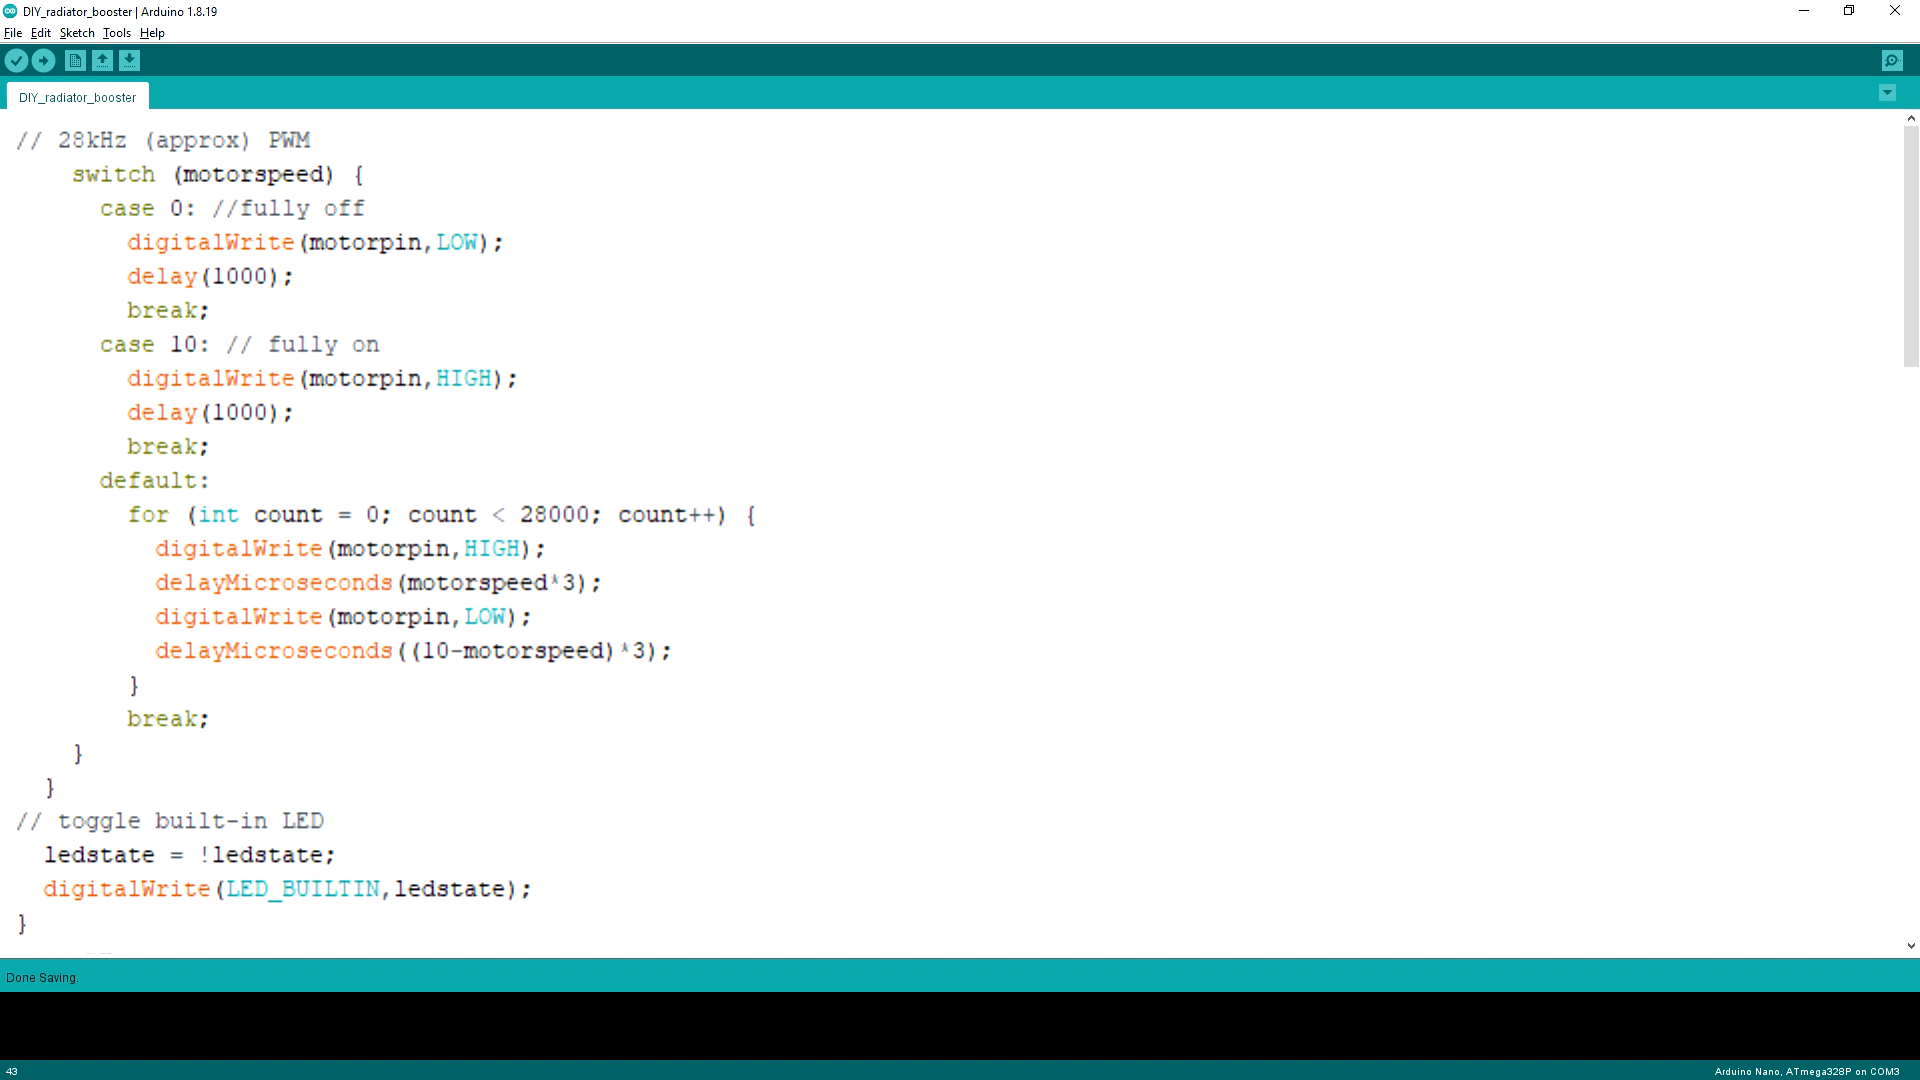 DIY_radiator_booster | Arduino 1.8.19
File Edit Sketch Tools Help
DIY_radiator_booster
// 28kHz (approx) PWM
switch (motorspeed) {
case 0: //fully off
digitalWrite(motorpin,LOW);
delay(1000);
break;
case 10: // fully on
digitalWrite(motorpin,HIGH);
delay(1000);
break;
default:
for (int count = 0; count < 28000; count++) {
digitalWrite(motorpin,HIGH);
delayMicroseconds(motorspeed*3);
digitalWrite(motorpin,LOW);
delayMicroseconds((10-motorspeed)*3);
}
break;
}
}
// toggle built-in LED
ledstate = !ledstate;
digitalWrite(LED_BUILTIN,ledstate);
}
Done Saving.
43
Arduino Nano, ATmega328P on COM3